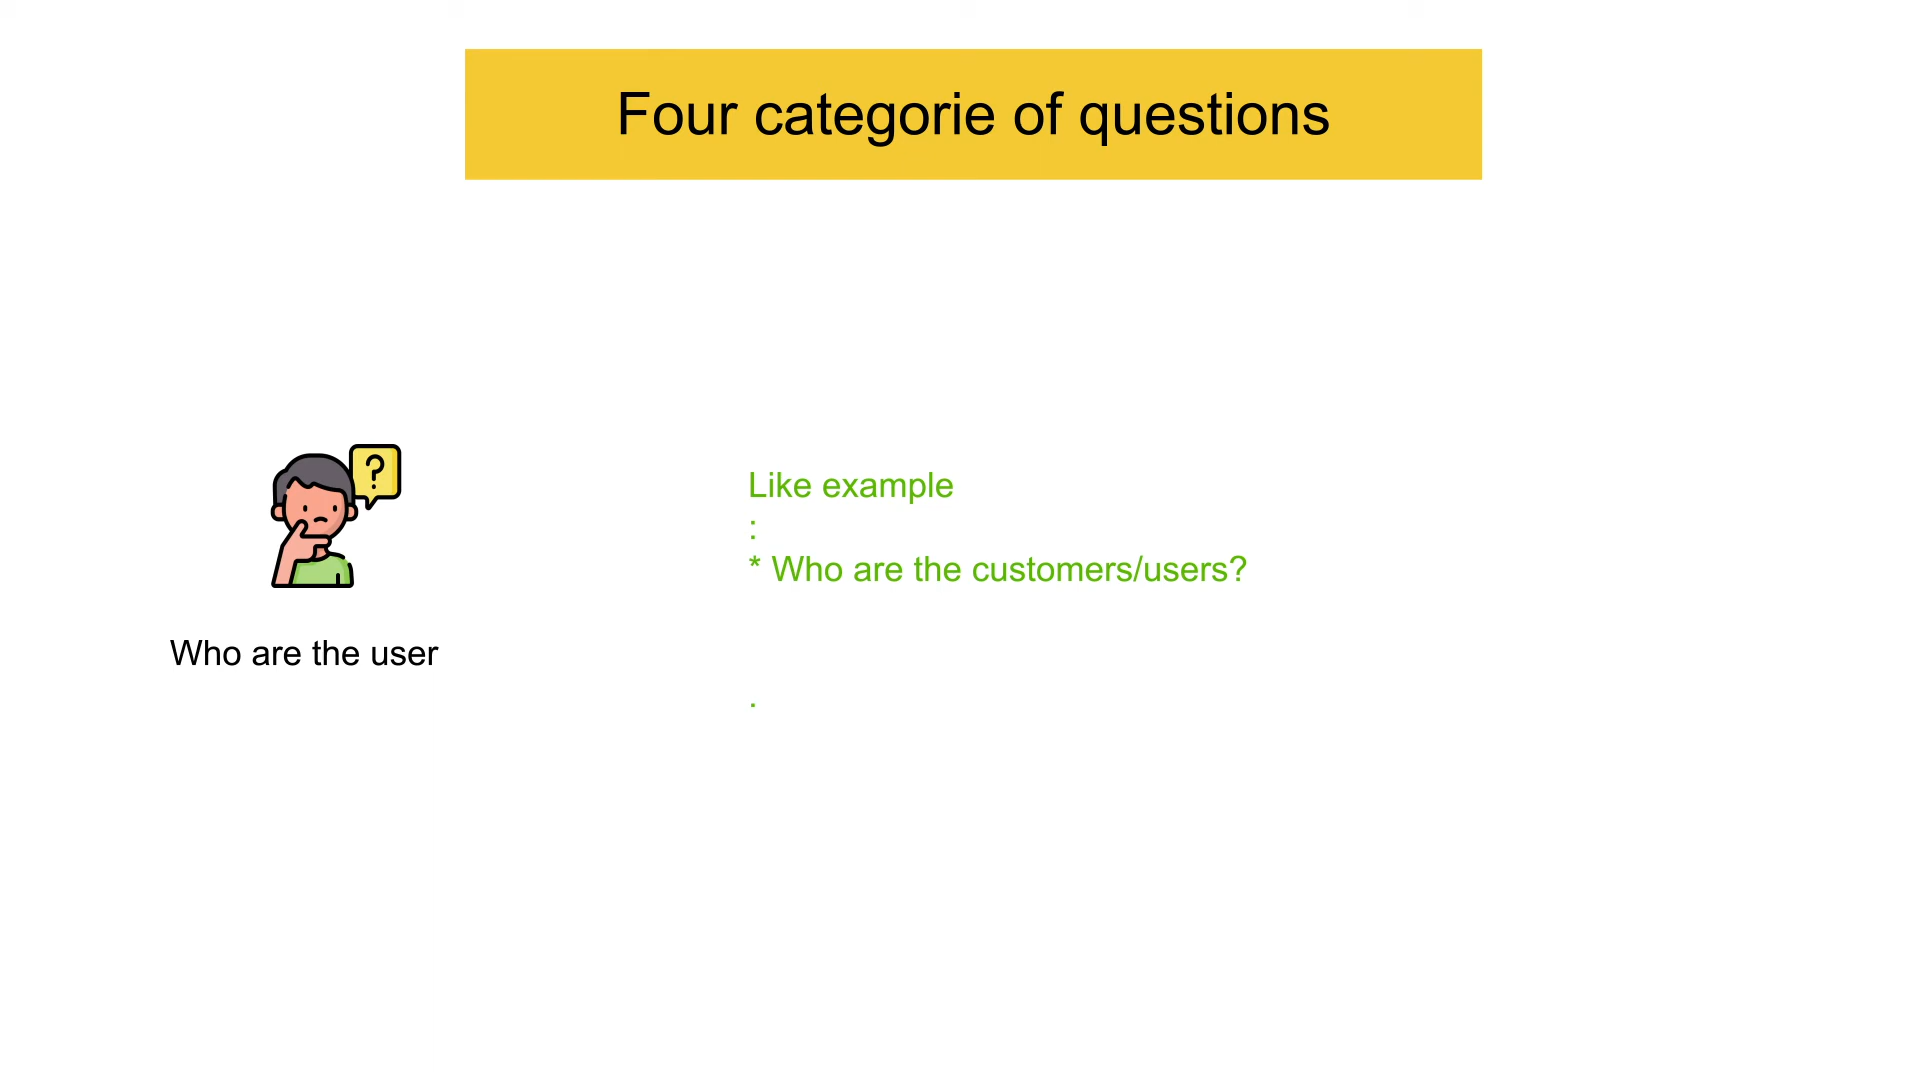 Four categorie of questions
?
Like example
:
* Who are the customers/users?
Who are the user
.